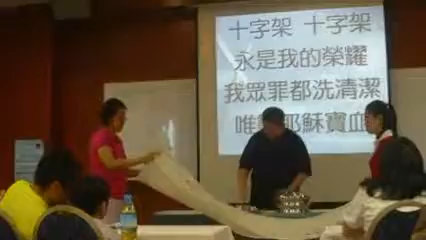 十字架 十字架
永是我的榮耀
我眾罪都洗清潔
唯 耶穌寶血